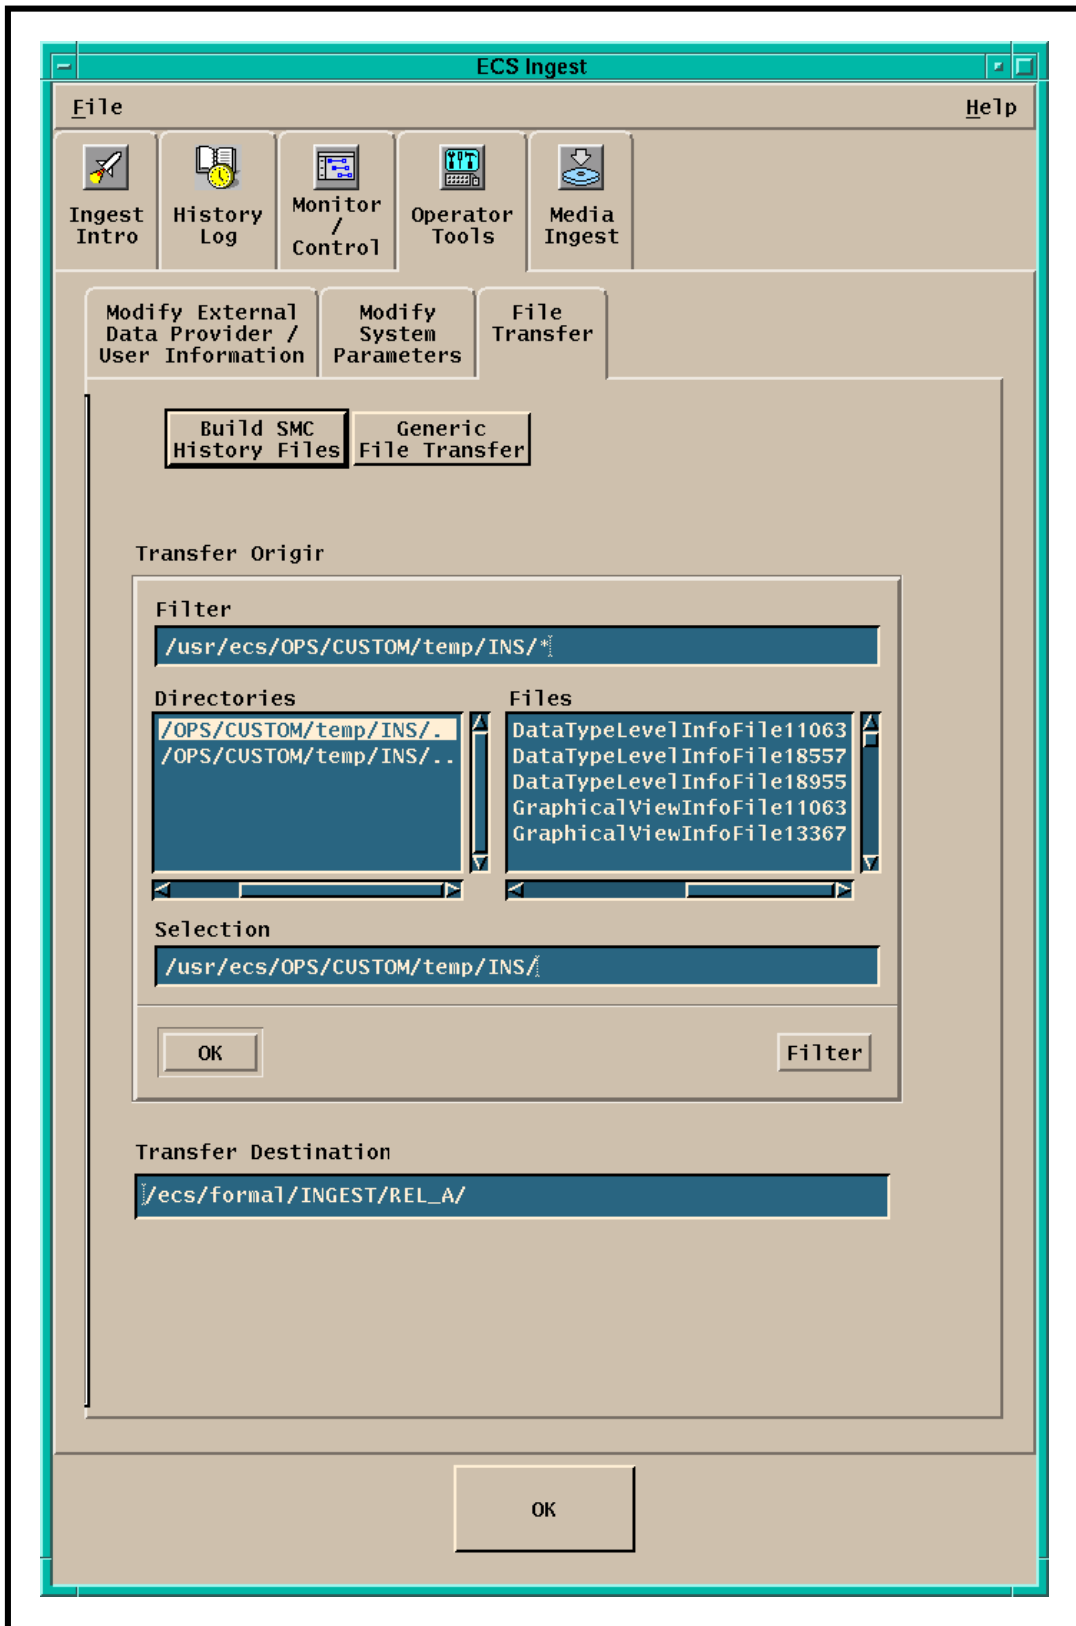 ECS Ingest
File Help
Ingest Intro
History Log
Monitor / Control
Operator Tools
Media Ingest
Modify External
Data Provider /
User Information
Modify
System
Parameters
File
Transfer
Build SMC
History Files
Generic
File Transfer
Transfer Origir
Filter
/usr/ecs/OPS/CUSTOM/temp/INS/*
Directories
/OPS/CUSTOM/temp/INS/.
/OPS/CUSTOM/temp/INS/..
Files
DataTypeLevelInfoFile11063
DataTypeLevelInfoFile18557
DataTypeLevelInfoFile18955
GraphicalViewInfoFile11063
GraphicalViewInfoFile13367
Selection
/usr/ecs/OPS/CUSTOM/temp/INS/
OK Filter
Transfer Destination
/ecs/formal/INGEST/REL_A/
OK